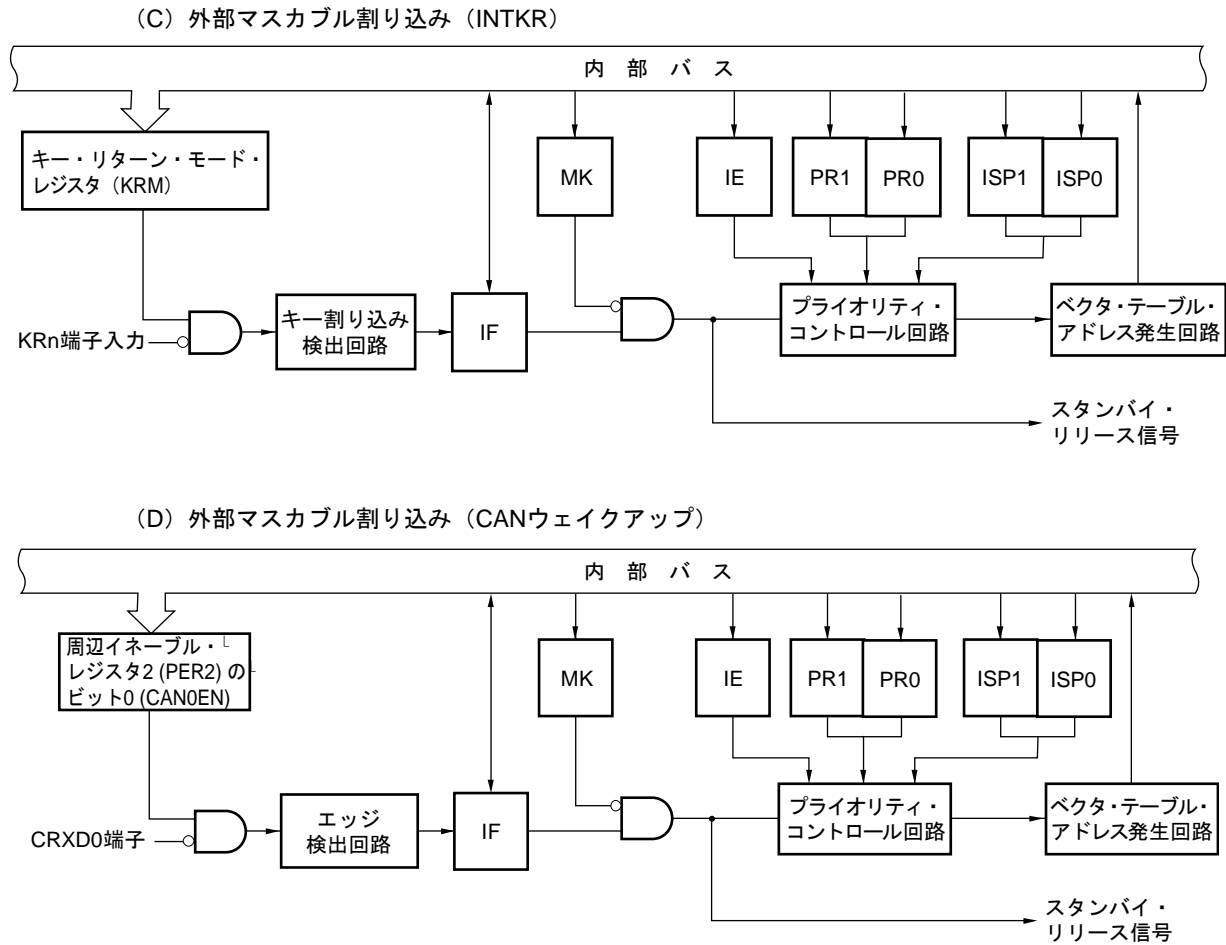 （C）外部マスカブル割り込み（INTKR）
内 部 バ ス
キー・リターン・モード・
レジスタ（KRM）
MK
IE
PR1
PR0
ISP1
ISP0
KRn端子入力
キー割り込み
検出回路
IF
プライオリティ・
コントロール回路
ベクタ・テーブル・
アドレス発生回路
スタンバイ・
リリース信号
（D）外部マスカブル割り込み（CANウェイクアップ）
内 部 バ ス
周辺イネーブル・
レジスタ2 (PER2) の
ビット0 (CAN0EN)
MK
IE
PR1
PR0
ISP1
ISP0
CRXD0端子
エッジ
検出回路
IF
プライオリティ・
コントロール回路
ベクタ・テーブル・
アドレス発生回路
スタンバイ・
リリース信号